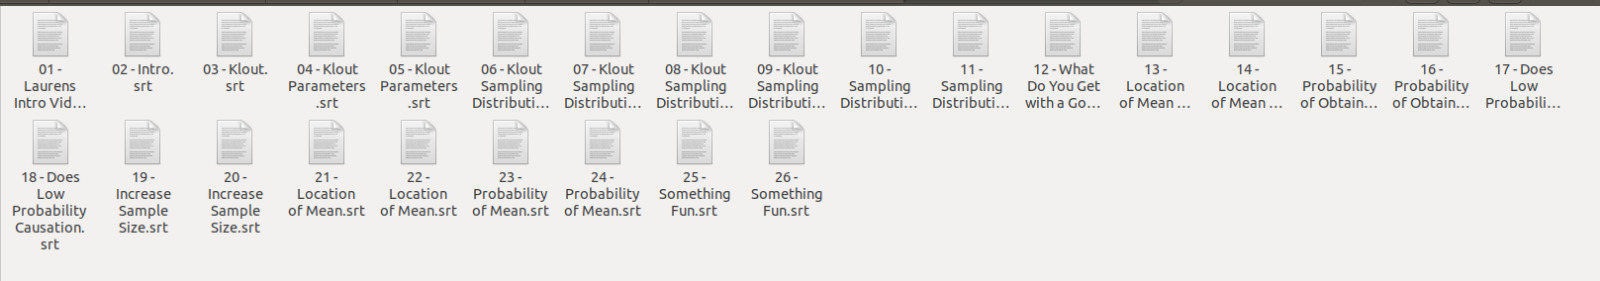 01 -
Laurens
Intro Vid...
02 - Intro.
srt
03 - Klout.
srt
04 - Klout
Parameters
.srt
05 - Klout
Parameters
.srt
06 - Klout
Sampling
Distributi...
07 - Klout
Sampling
Distributi...
08 - Klout
Sampling
Distributi...
09 - Klout
Sampling
Distributi...
10 -
Sampling
Distributi...
11 -
Sampling
Distributi...
12 - What
Do You Get
with a Go...
13 -
Location
of Mean ...
14 -
Location
of Mean ...
15 -
Probability
of Obtain...
16 -
Probability
of Obtain...
17 - Does
Low
Probabili...
18 - Does
Low
Probability
Causation.
srt
19 -
Increase
Sample
Size.srt
20 -
Increase
Sample
Size.srt
21 -
Location
of Mean.srt
22 -
Location
of Mean.srt
23 -
Probability
of Mean.srt
24 -
Probability
of Mean.srt
25 -
Something
Fun.srt
26 -
Something
Fun.srt